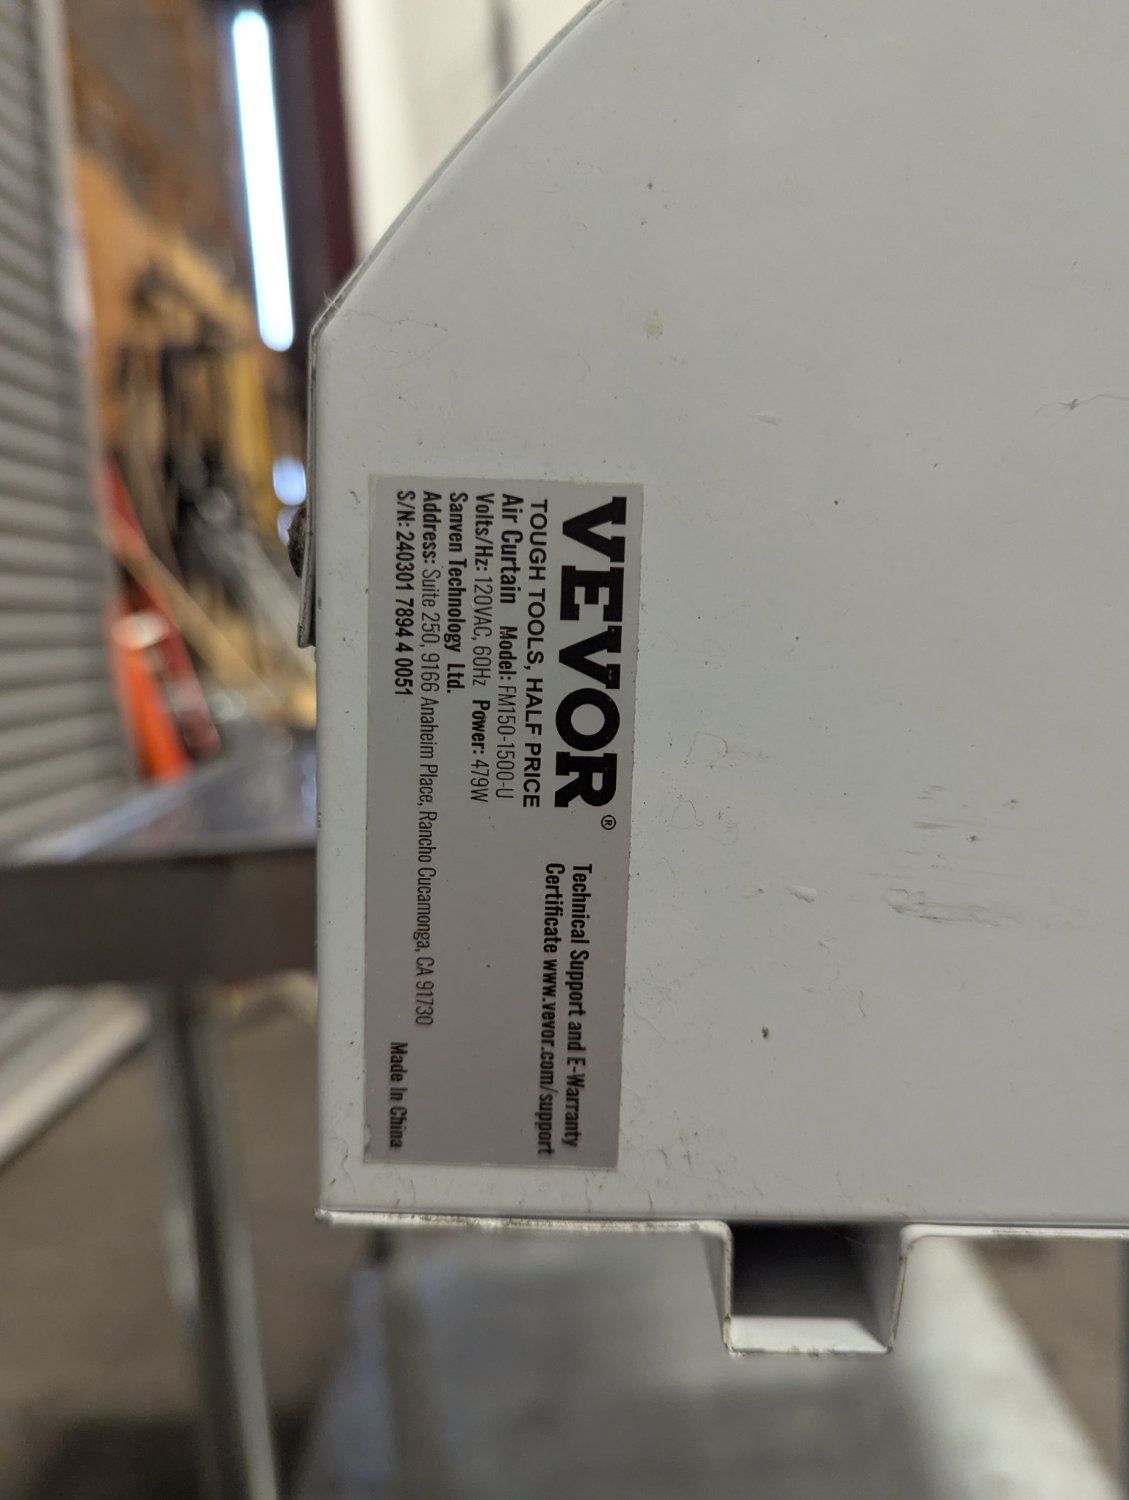 VEVOR®
TOUGH TOOLS, HALF PRICE
Technical Support and E-Warranty
Certificate www.vevor.com/support
Air Curtain Model: FM150-1500-U
Volts/Hz: 120VAC, 60Hz Power: 479W
Sanven Technology Ltd.
Address: Suite 250, 9166 Anaheim Place, Rancho Cucamonga, CA 91730
S/N: 240301 7894 4 0051
Made In China